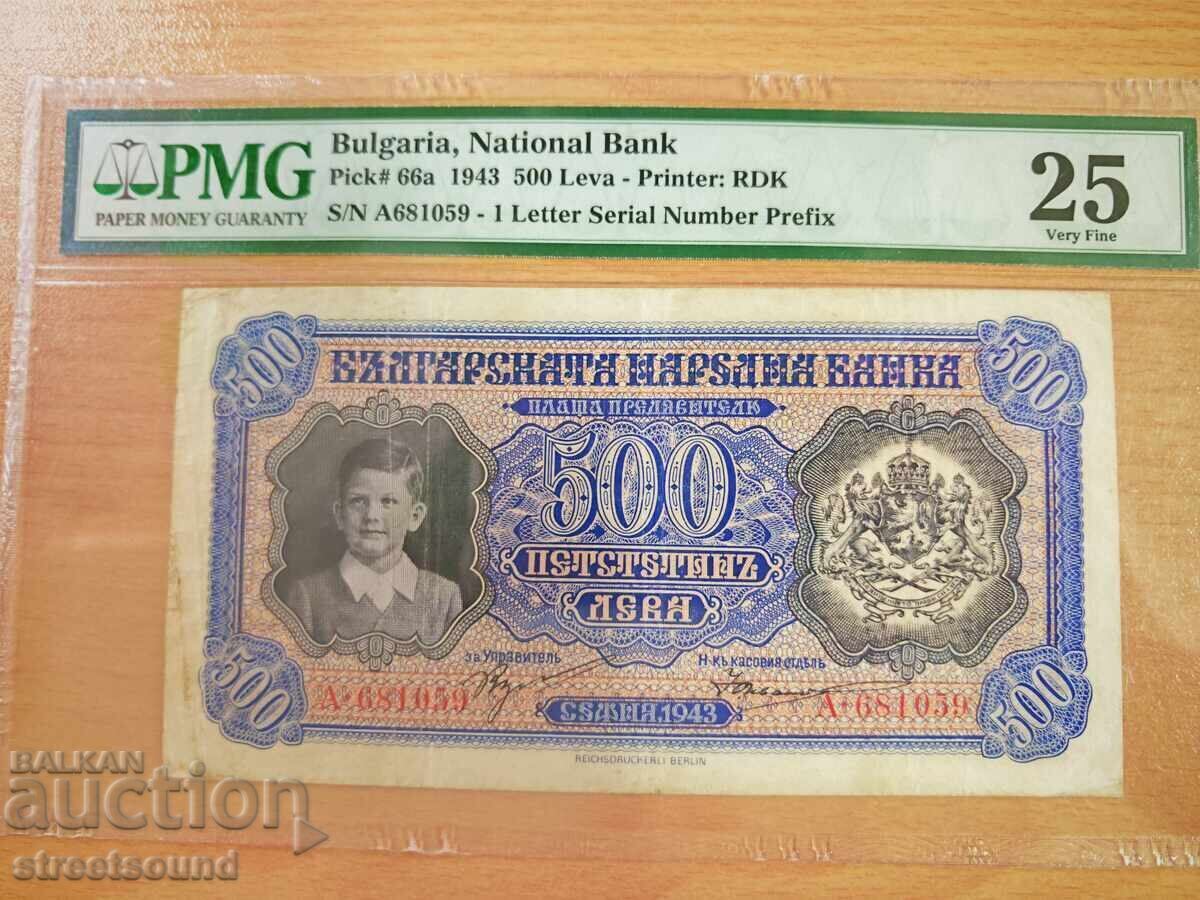 PMG
PAPER MONEY GUARANTY
Bulgaria, National Bank
Pick# 66a 1943 500 Leva - Printer: RDK
S/N A681059 - 1 Letter Serial Number Prefix
25
Very Fine
500
500
БЪЛГАРСКАТА НАРОДНА БАНКА
ПЛАЩА ПРЕДЯВИТЕЛЮ
500
ПЕТСТОТИНЪ
ЛЕВА
за Управитель
Н-къ касовия отдѣлъ
500
500
А·681059
А·681059
СОФИЯ.1943
REICHSDRUCKEREI BERLIN
BALKAN
auction
streetsound